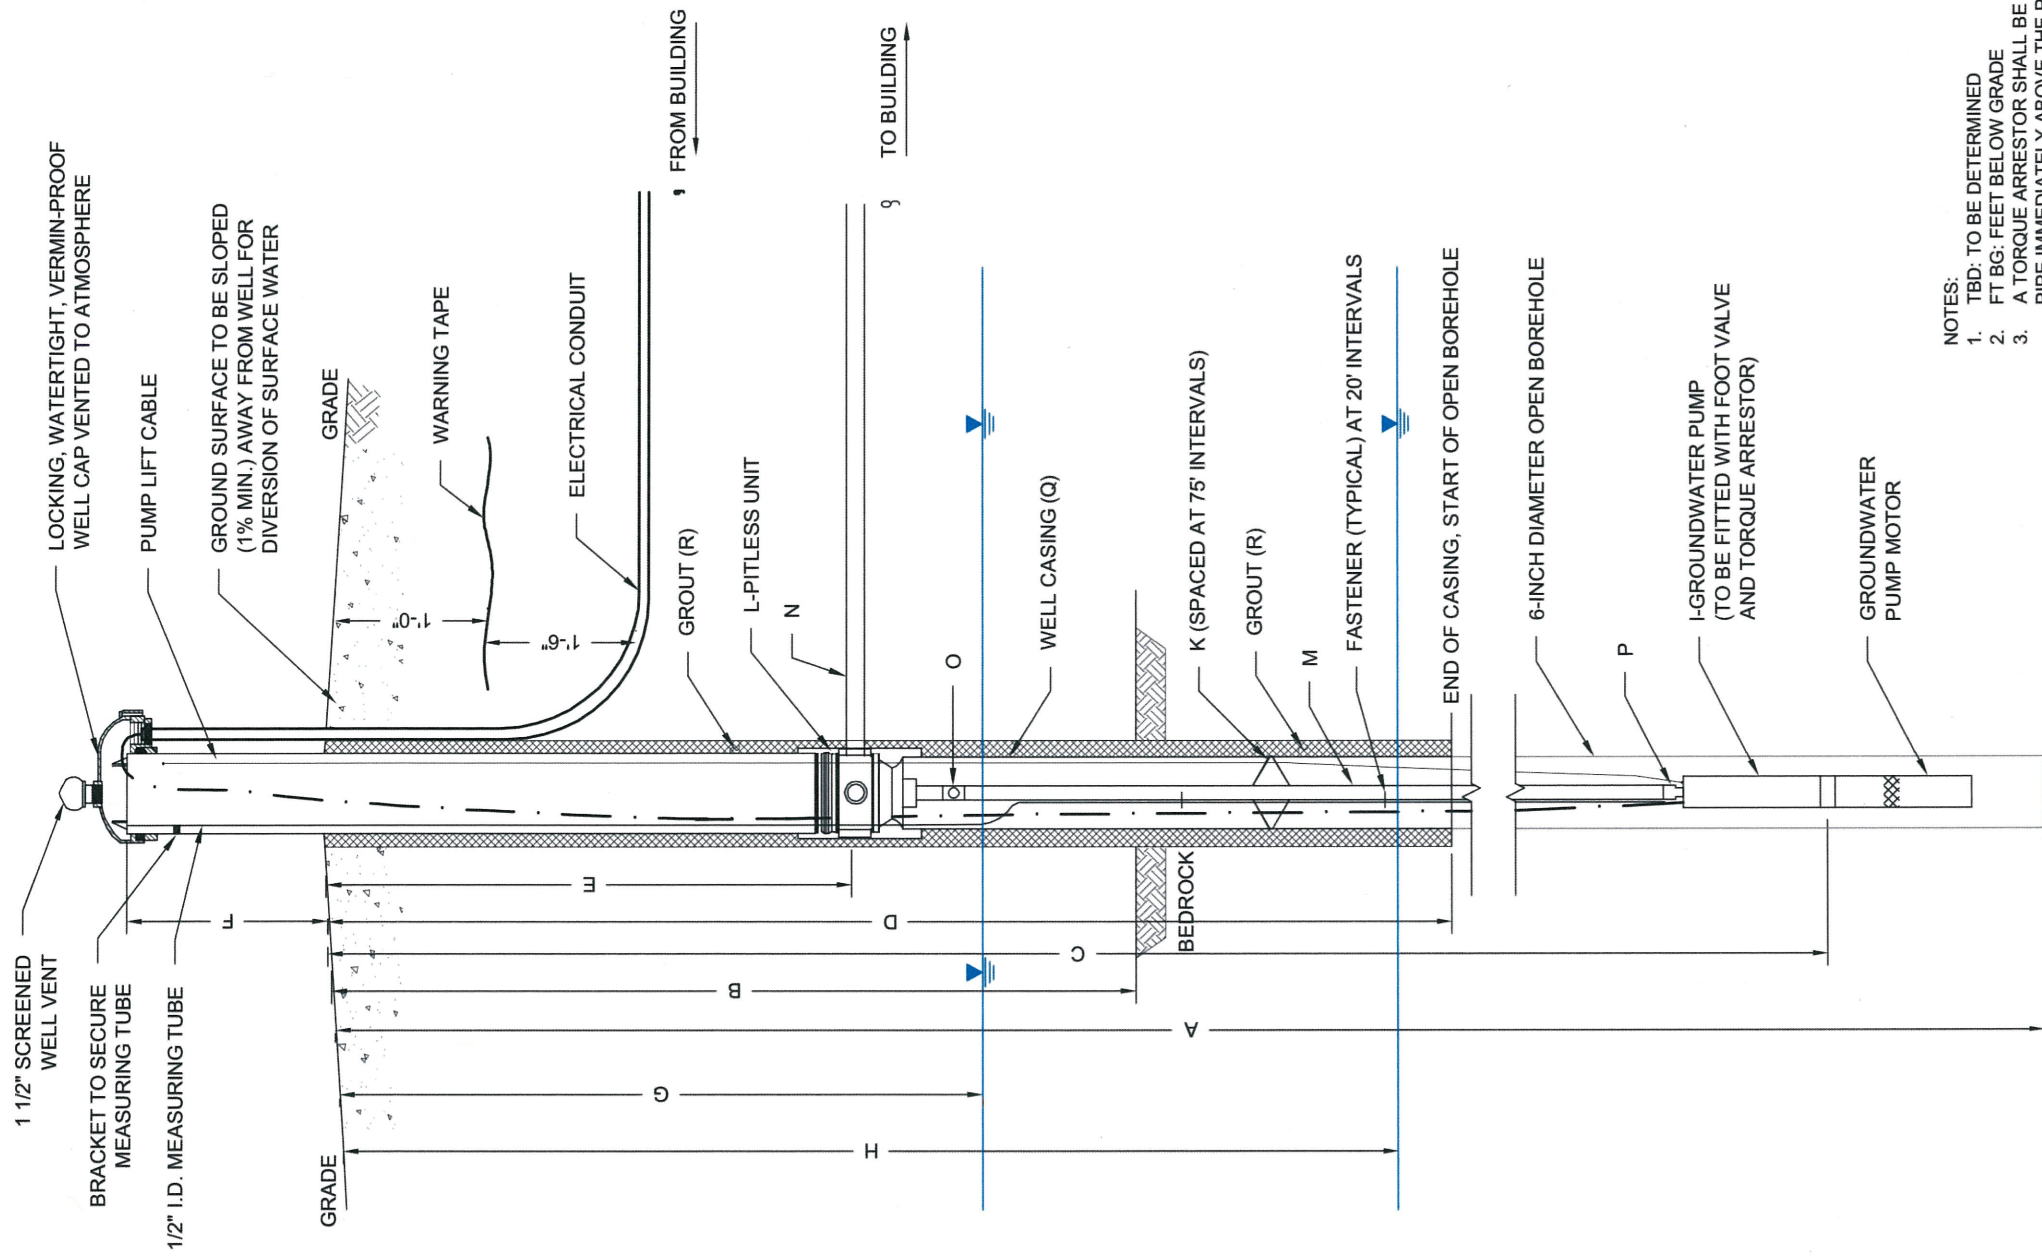 LOCKING, WATERTIGHT, VERMIN-PROOF
WELL CAP VENTED TO ATMOSPHERE
PUMP LIFT CABLE
GROUND SURFACE TO BE SLOPED
(1% MIN.) AWAY FROM WELL FOR
DIVERSION OF SURFACE WATER
GRADE
WARNING TAPE
1'-0"
1'-6"
ELECTRICAL CONDUIT
FROM BUILDING
GROUT (R)
L-PITLESS UNIT
N
TO BUILDING
O
WELL CASING (Q)
K (SPACED AT 75' INTERVALS)
GROUT (R)
M
FASTENER (TYPICAL) AT 20' INTERVALS
END OF CASING, START OF OPEN BOREHOLE
6-INCH DIAMETER OPEN BOREHOLE
P
I-GROUNDWATER PUMP
(TO BE FITTED WITH FOOT VALVE
AND TORQUE ARRESTOR)
GROUNDWATER
PUMP MOTOR
1 1/2" SCREENED
WELL VENT
BRACKET TO SECURE
MEASURING TUBE
1/2" I.D. MEASURING TUBE
GRADE
F
E
D
C
B
A
G
H
BEDROCK
NOTES:
1. TBD: TO BE DETERMINED
2. FT BG: FEET BELOW GRADE
3. A TORQUE ARRESTOR SHALL BE
PIPE IMMEDIATELY ABOVE THE